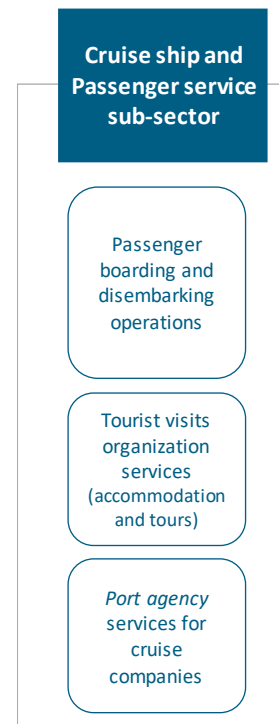 Cruise ship and
Passenger service
sub-sector
Passenger
boarding and
disembarking
operations
Tourist visits
organization
services
(accommodation
and tours)
Port agency
services for
cruise
companies